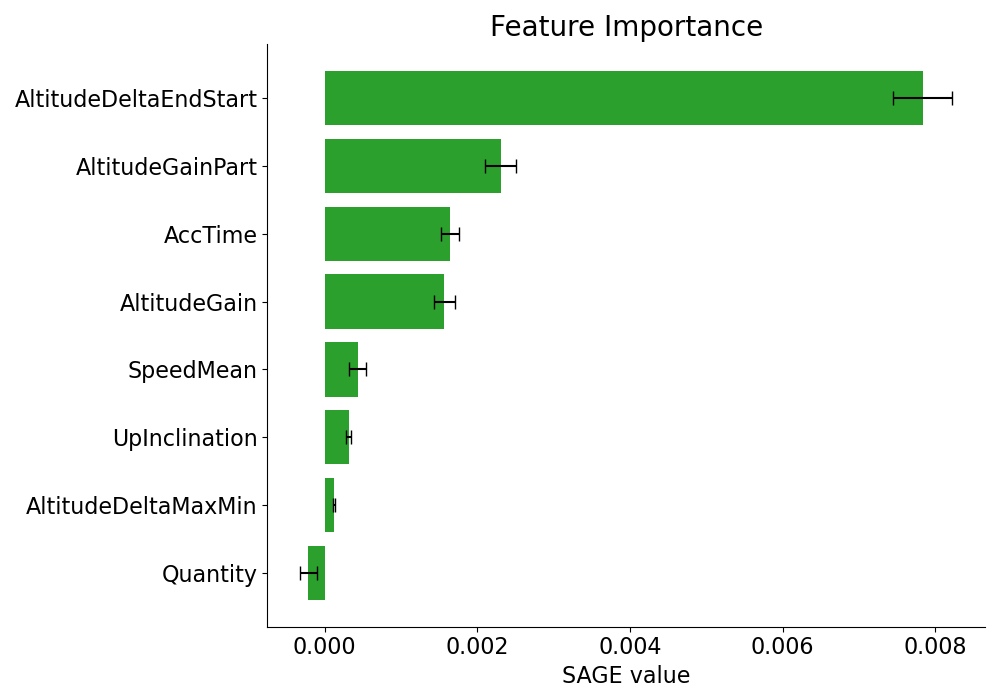 Feature Importance
AltitudeDeltaEndStart
AltitudeGainPart
AccTime
AltitudeGain
SpeedMean
UpInclination
AltitudeDeltaMaxMin
Quantity
0.000 0.002 0.004 0.006 0.008
SAGE value